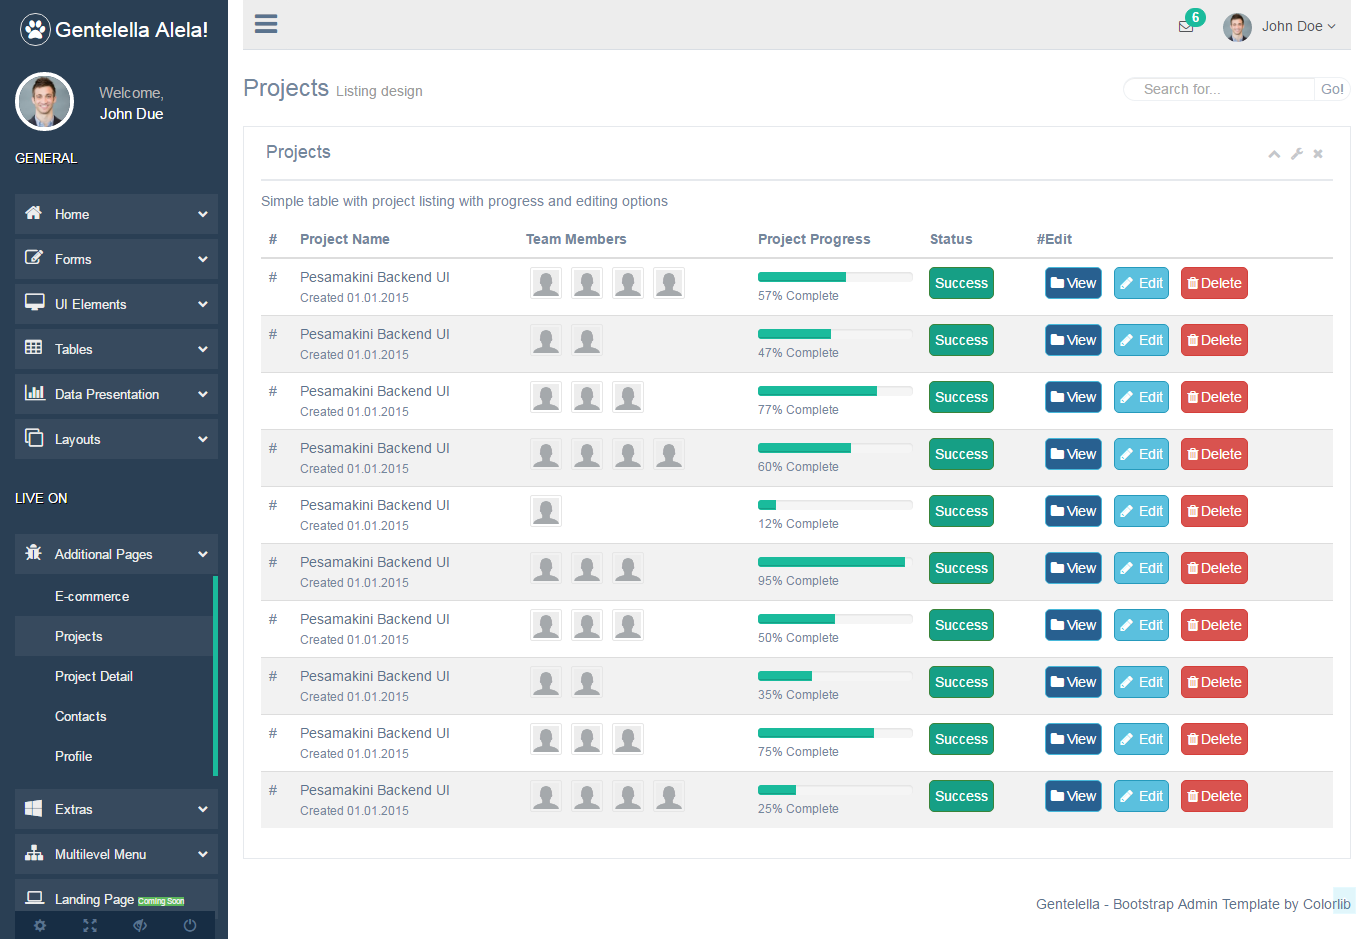 Gentelella Alela!
Welcome,
John Due
GENERAL
Home
Forms
UI Elements
Tables
Data Presentation
Layouts
LIVE ON
Additional Pages
E-commerce
Projects
Project Detail
Contacts
Profile
Extras
Multilevel Menu
Landing Page Coming Soon
6
John Doe
Projects Listing design
Search for... Go!
Projects
Simple table with project listing with progress and editing options
# Project Name Team Members Project Progress Status #Edit
# Pesamakini Backend UI Success View Edit Delete
Created 01.01.2015 57% Complete
# Pesamakini Backend UI Success View Edit Delete
Created 01.01.2015 47% Complete
# Pesamakini Backend UI Success View Edit Delete
Created 01.01.2015 77% Complete
# Pesamakini Backend UI Success View Edit Delete
Created 01.01.2015 60% Complete
# Pesamakini Backend UI Success View Edit Delete
Created 01.01.2015 12% Complete
# Pesamakini Backend UI Success View Edit Delete
Created 01.01.2015 95% Complete
# Pesamakini Backend UI Success View Edit Delete
Created 01.01.2015 50% Complete
# Pesamakini Backend UI Success View Edit Delete
Created 01.01.2015 35% Complete
# Pesamakini Backend UI Success View Edit Delete
Created 01.01.2015 75% Complete
# Pesamakini Backend UI Success View Edit Delete
Created 01.01.2015 25% Complete
Gentelella - Bootstrap Admin Template by Colorlib